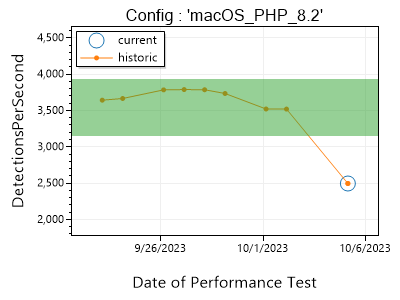 Config : 'macOS_PHP_8.2'
current
historic
4,500
4,000
3,500
3,000
2,500
2,000
DetectionsPerSecond
9/26/2023
10/1/2023
10/6/2023
Date of Performance Test